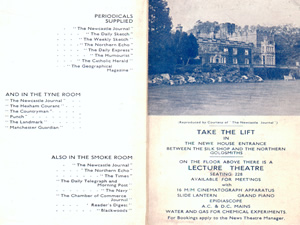 PERIODICALS
SUPPLIED
"The Newcastle Journal"
"The Daily Sketch"
"The Weekly Sketch"
"The Northern Echo"
"The Daily Express"
"The Humourist"
"The Catholic Herald"
"The Geographical
Magazine"
AND IN THE TYNE ROOM
"The Newcastle Journal"
"The Hexham Courant"
"The Countryman"
"Punch"
"The Landmark"
"Manchester Guardian"
ALSO IN THE SMOKE ROOM
"The Newcastle Journal"
"The Northern Echo"
"The Times"
"The Daily Telegraph and
Morning Post"
"The Navy"
"The Chamber of Commerce
Journal"
"Reader's Digest"
"Blackwoods"
(Reproduced by Courtesy of "The Newcastle Journal".)
TAKE THE LIFT
IN
THE NEWE HOUSE ENTRANCE
BETWEEN THE SILK SHOP AND THE NORTHERN
GOLDSMITHS
ON THE FLOOR ABOVE THERE IS A
LECTURE THEATRE
SEATING 228
AVAILABLE FOR MEETINGS
with
16 M.M CINEMATOGRAPH APPARATUS
SLIDE LANTERN GRAND PIANO
EPIDIASCOPE
A.C. & D.C. MAINS
WATER AND GAS FOR CHEMICAL EXPERIMENTS
For Bookings apply to the Newe Theatre Manager.